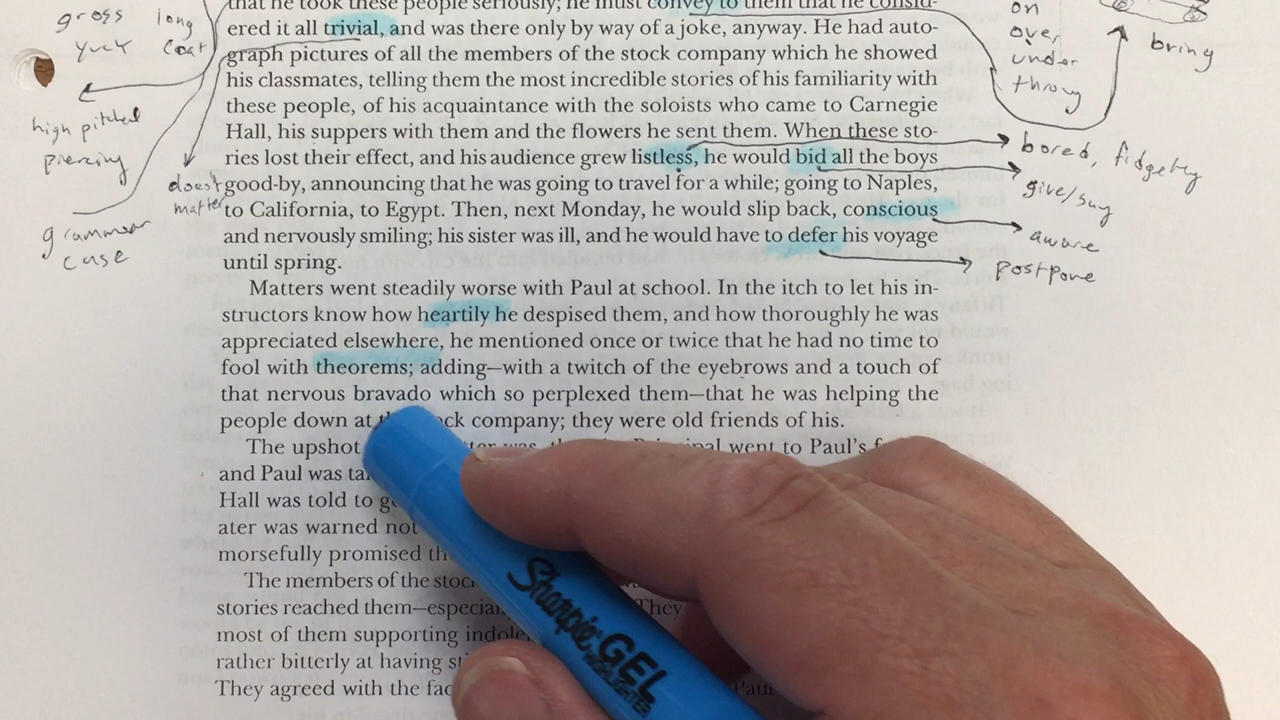 that he took these people seriously; he must convey to them that he consid-
ered it all trivial, and was there only by way of a joke, anyway. He had auto-
graph pictures of all the members of the stock company which he showed
his classmates, telling them the most incredible stories of his familiarity with
these people, of his acquaintance with the soloists who came to Carnegie
Hall, his suppers with them and the flowers he sent them. When these sto-
ries lost their effect, and his audience grew listless, he would bid all the boys
good-by, announcing that he was going to travel for a while; going to Naples,
to California, to Egypt. Then, next Monday, he would slip back, conscious
and nervously smiling; his sister was ill, and he would have to defer his voyage
until spring.
Matters went steadily worse with Paul at school. In the itch to let his in-
structors know how heartily he despised them, and how thoroughly he was
appreciated elsewhere, he mentioned once or twice that he had no time to
fool with theorems; adding—with a twitch of the eyebrows and a touch of
that nervous bravado which so perplexed them—that he was helping the
people down at company; they were old friends of his.
The upshot went to Paul's
and Paul was
Hall was told to
ater was warned not
morsefully promised
The members of the
stories reached them They
most of them supporting
rather bitterly at having
They agreed with the Paul
gross
yuck
long
coat
high pitched
piercing
doesn't
matter
grammar
case
on
over
under
throw
bring
bored, fidgety
give/say
aware
postpone
Sharpie GEL
HIGHLIGHTER